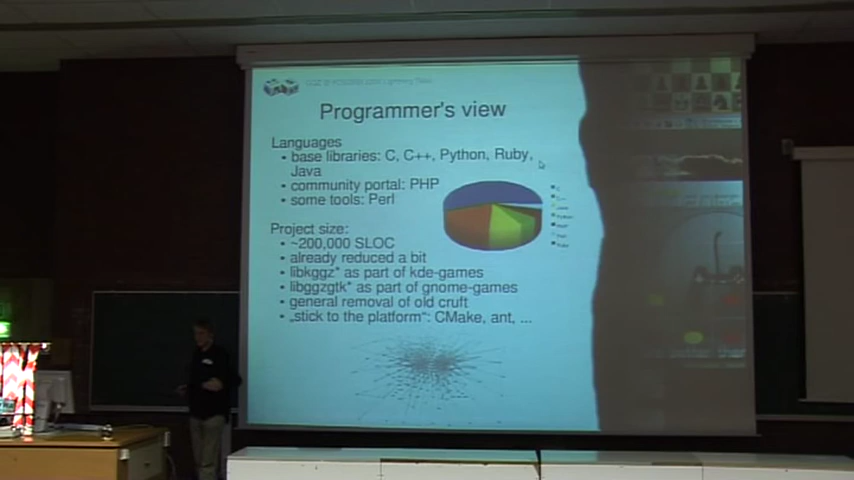 Programmer's view
Languages
• base libraries: C, C++, Python, Ruby,
Java
• community portal: PHP
• some tools: Perl
Project size:
• ~200,000 SLOC
• already reduced a bit
• libkggz* as part of kde-games
• libggzgtk* as part of gnome-games
• general removal of old cruft
• „stick to the platform“: CMake, ant, ...